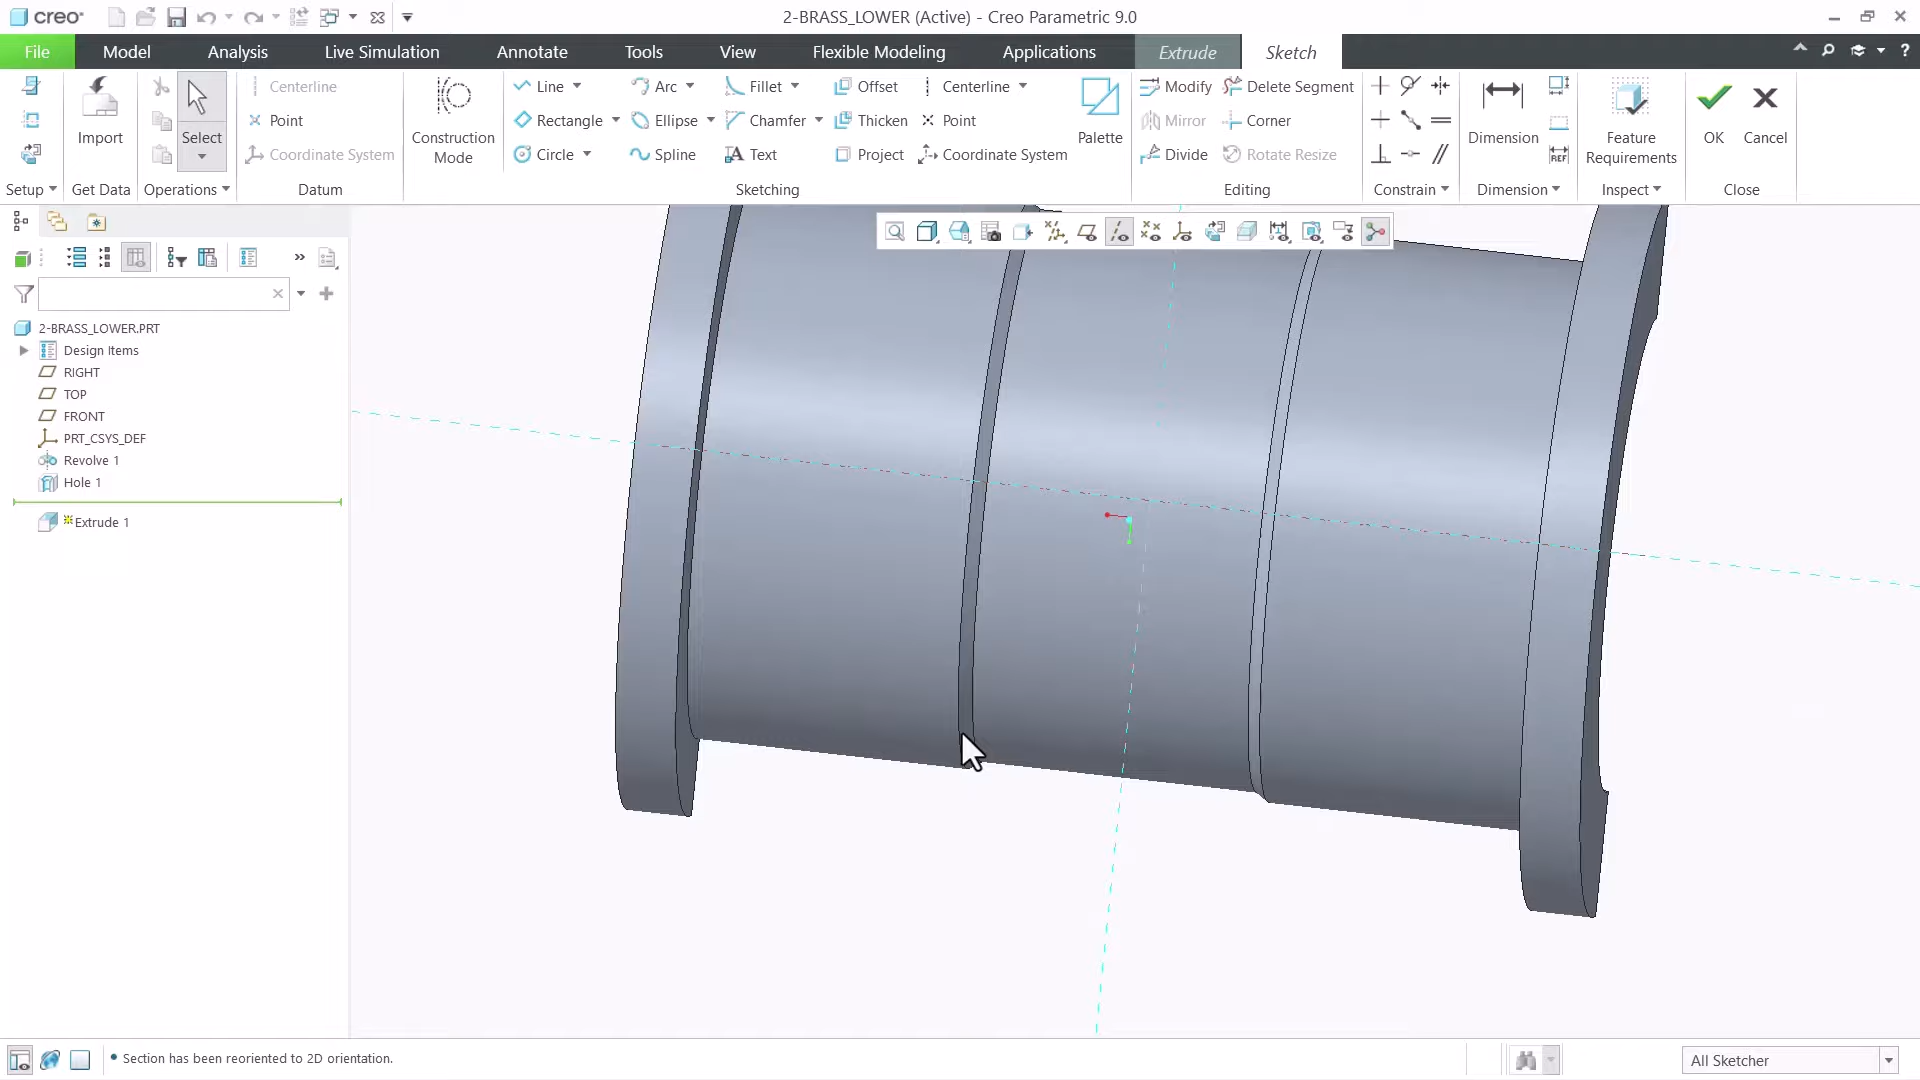 creo
2-BRASS_LOWER (Active) - Creo Parametric 9.0
File Model Analysis Live Simulation Annotate Tools View Flexible Modeling Applications Extrude Sketch
Import
Select
Centerline
Point
Coordinate System
Construction Mode
Line
Rectangle
Circle
Arc
Ellipse
Spline
Fillet
Chamfer
Text
Offset
Thicken
Project
Centerline
Point
Coordinate System
Palette
Modify
Mirror
Divide
Delete Segment
Corner
Rotate Resize
Dimension
REF
Feature Requirements
OK
Cancel
Setup Get Data Operations Datum Sketching Editing Constrain Dimension Inspect Close
2-BRASS_LOWER.PRT
Design Items
RIGHT
TOP
FRONT
PRT_CSYS_DEF
Revolve 1
Hole 1
Extrude 1
Section has been reoriented to 2D orientation.
All Sketcher